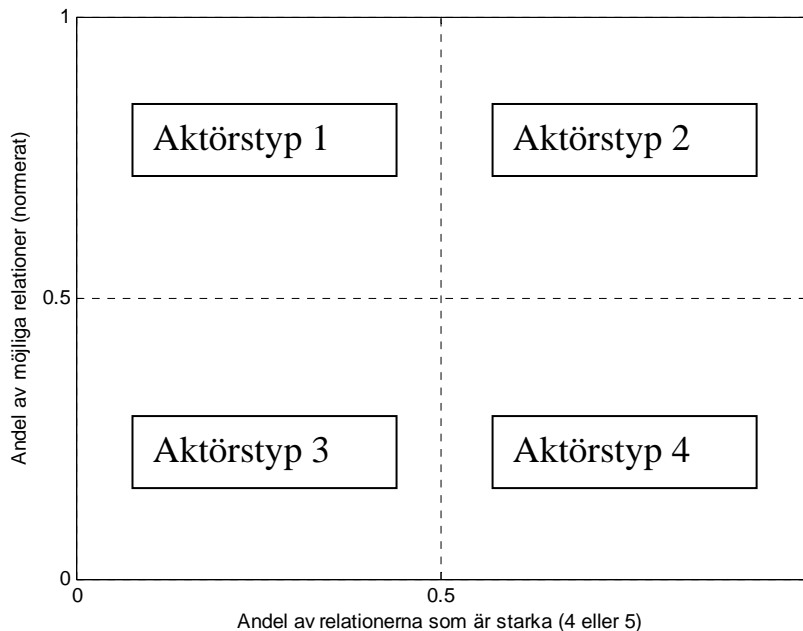 1
Aktörstyp 1
Aktörstyp 2
Andel av möjliga relationer (normerat)
0.5
Aktörstyp 3
Aktörstyp 4
0
0
0.5
Andel av relationerna som är starka (4 eller 5)